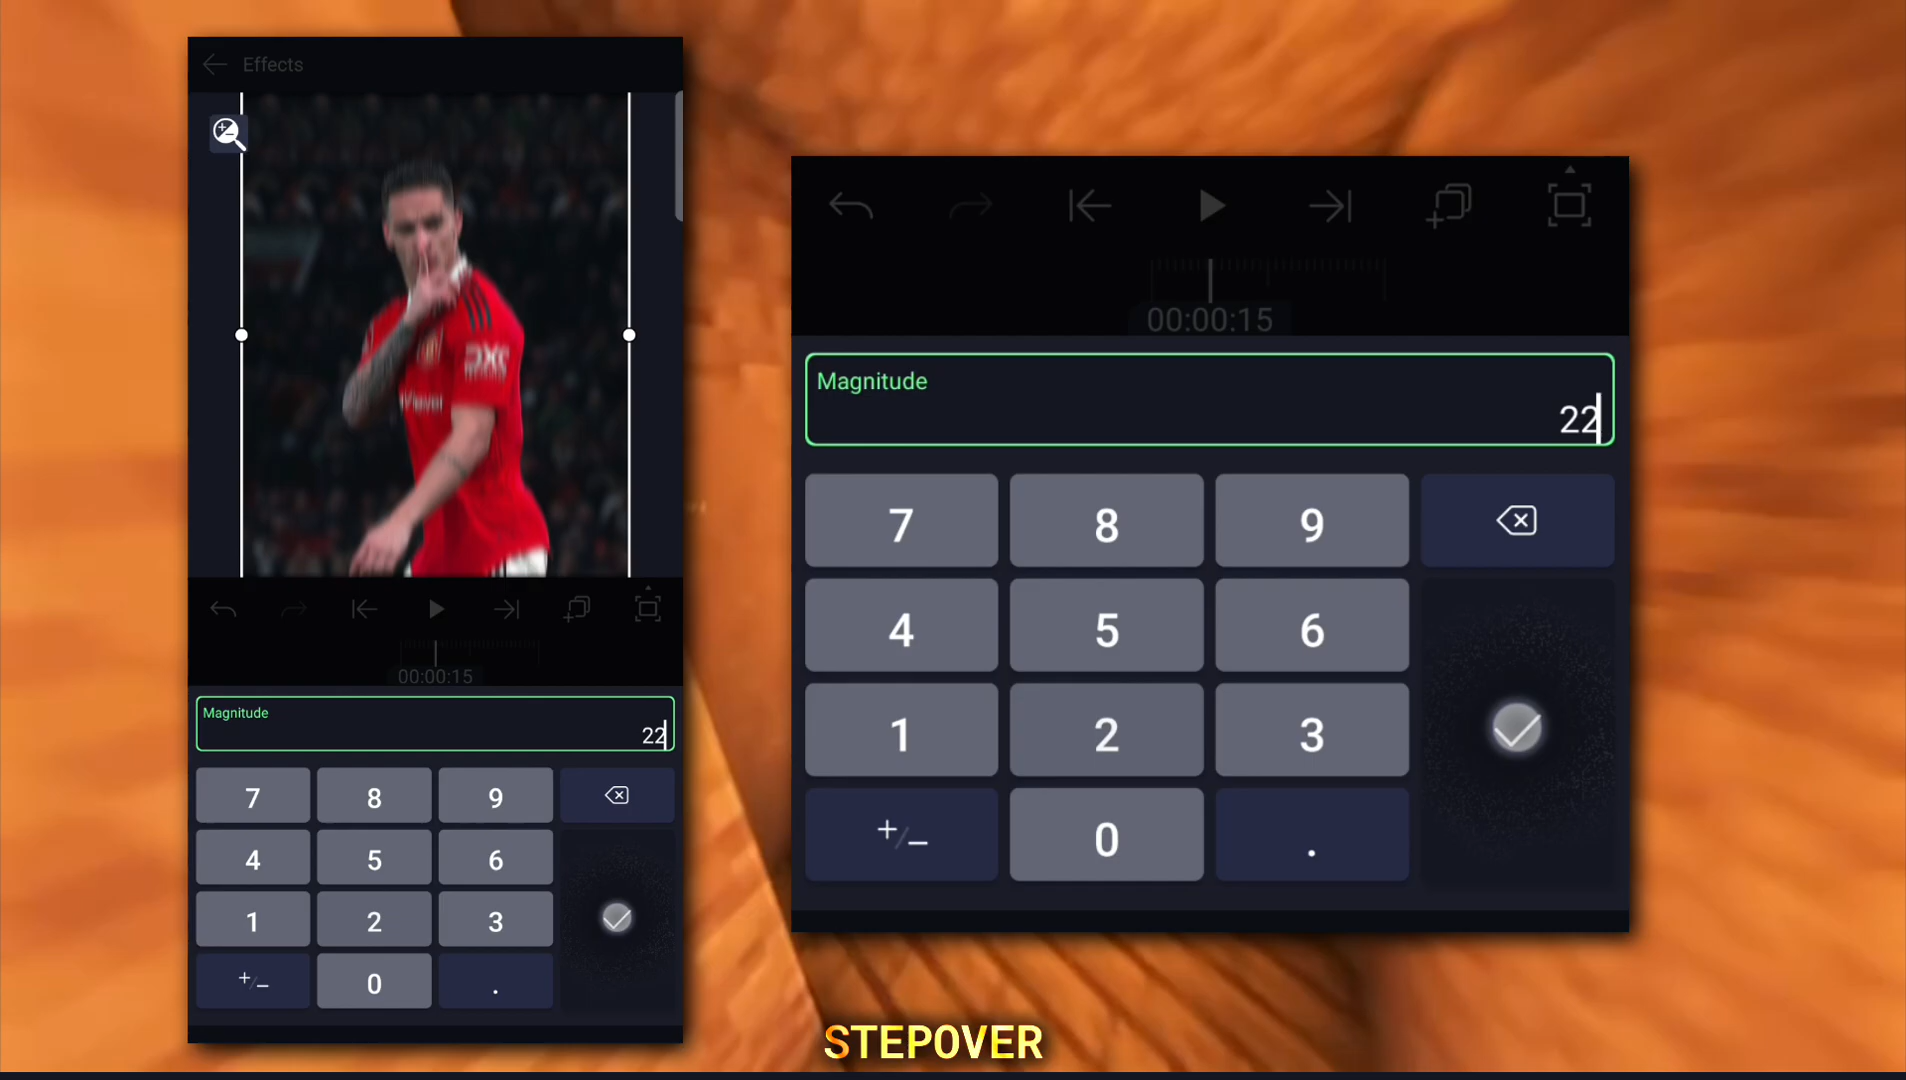 Effects
DXC
00:00:15
Magnitude
22
7 8 9
4 5 6
1 2 3
+/− 0 .
00:00:15
Magnitude
22
7 8 9
4 5 6
1 2 3
+/− 0 .
STEPOVER